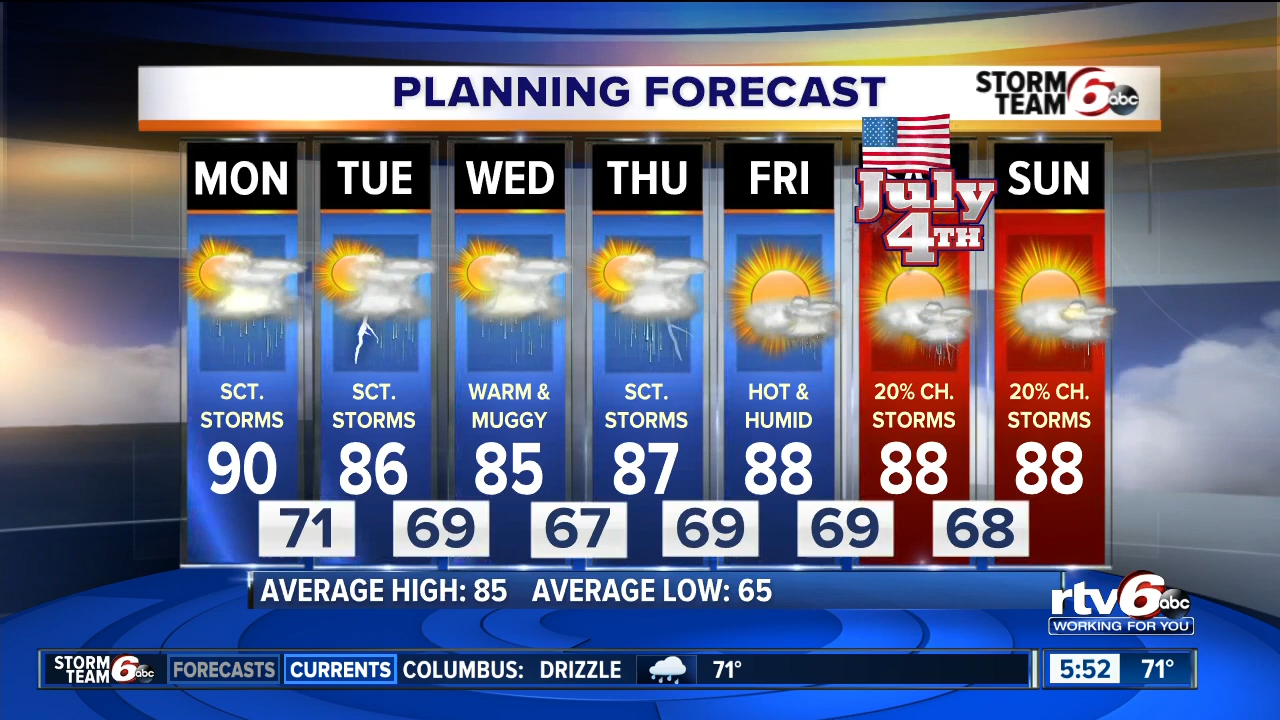 PLANNING FORECAST
STORM
TEAM 6 abc
MON
TUE
WED
THU
FRI
July
4TH
SUN
SCT.
STORMS
SCT.
STORMS
WARM &
MUGGY
SCT.
STORMS
HOT &
HUMID
20% CH.
STORMS
20% CH.
STORMS
90
86
85
87
88
88
88
71
69
67
69
69
68
AVERAGE HIGH: 85 AVERAGE LOW: 65
rtv6 abc
WORKING FOR YOU
STORM
TEAM 6 abc
FORECASTS
CURRENTS
COLUMBUS: DRIZZLE 71°
5:52 71°